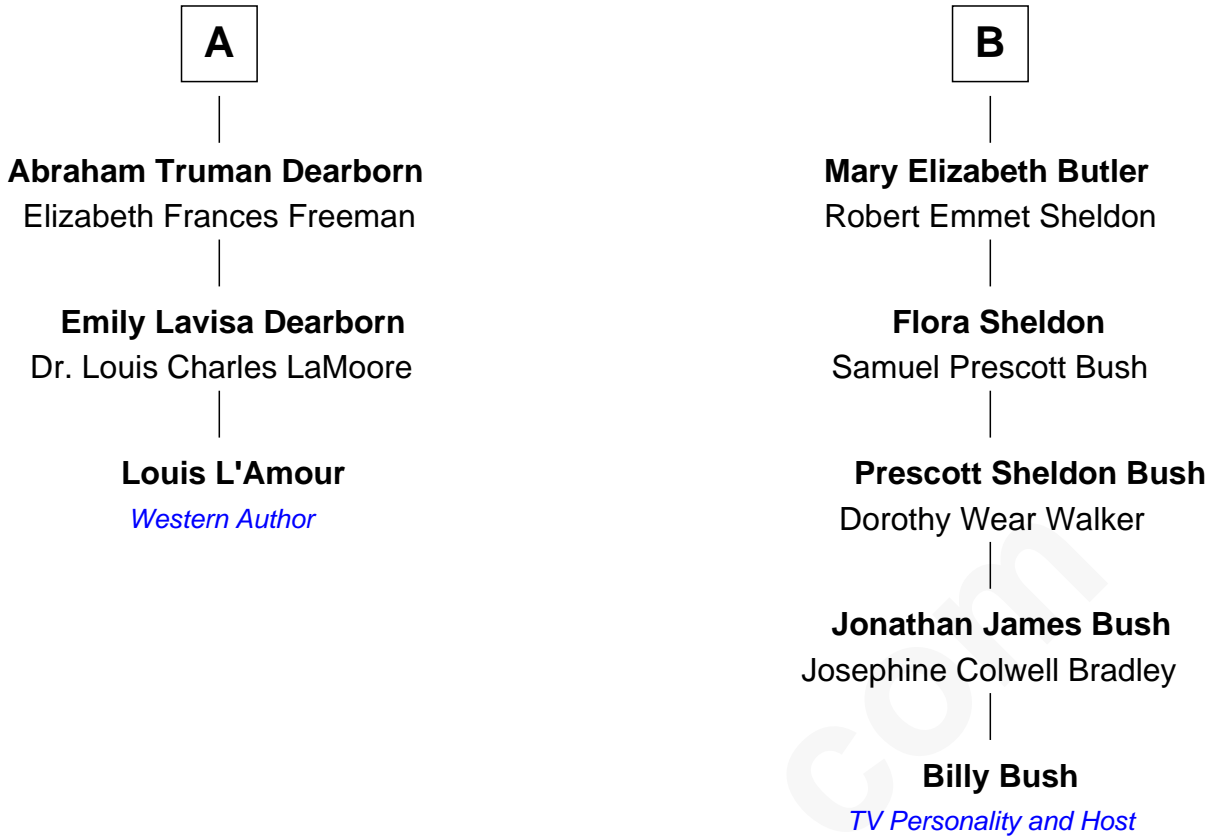 A
Abraham Truman Dearborn
Elizabeth Frances Freeman
Emily Lavisa Dearborn
Dr. Louis Charles LaMoore
Louis L'Amour
Western Author
B
Mary Elizabeth Butler
Robert Emmet Sheldon
Flora Sheldon
Samuel Prescott Bush
Prescott Sheldon Bush
Dorothy Wear Walker
Jonathan James Bush
Josephine Colwell Bradley
Billy Bush
TV Personality and Host
com